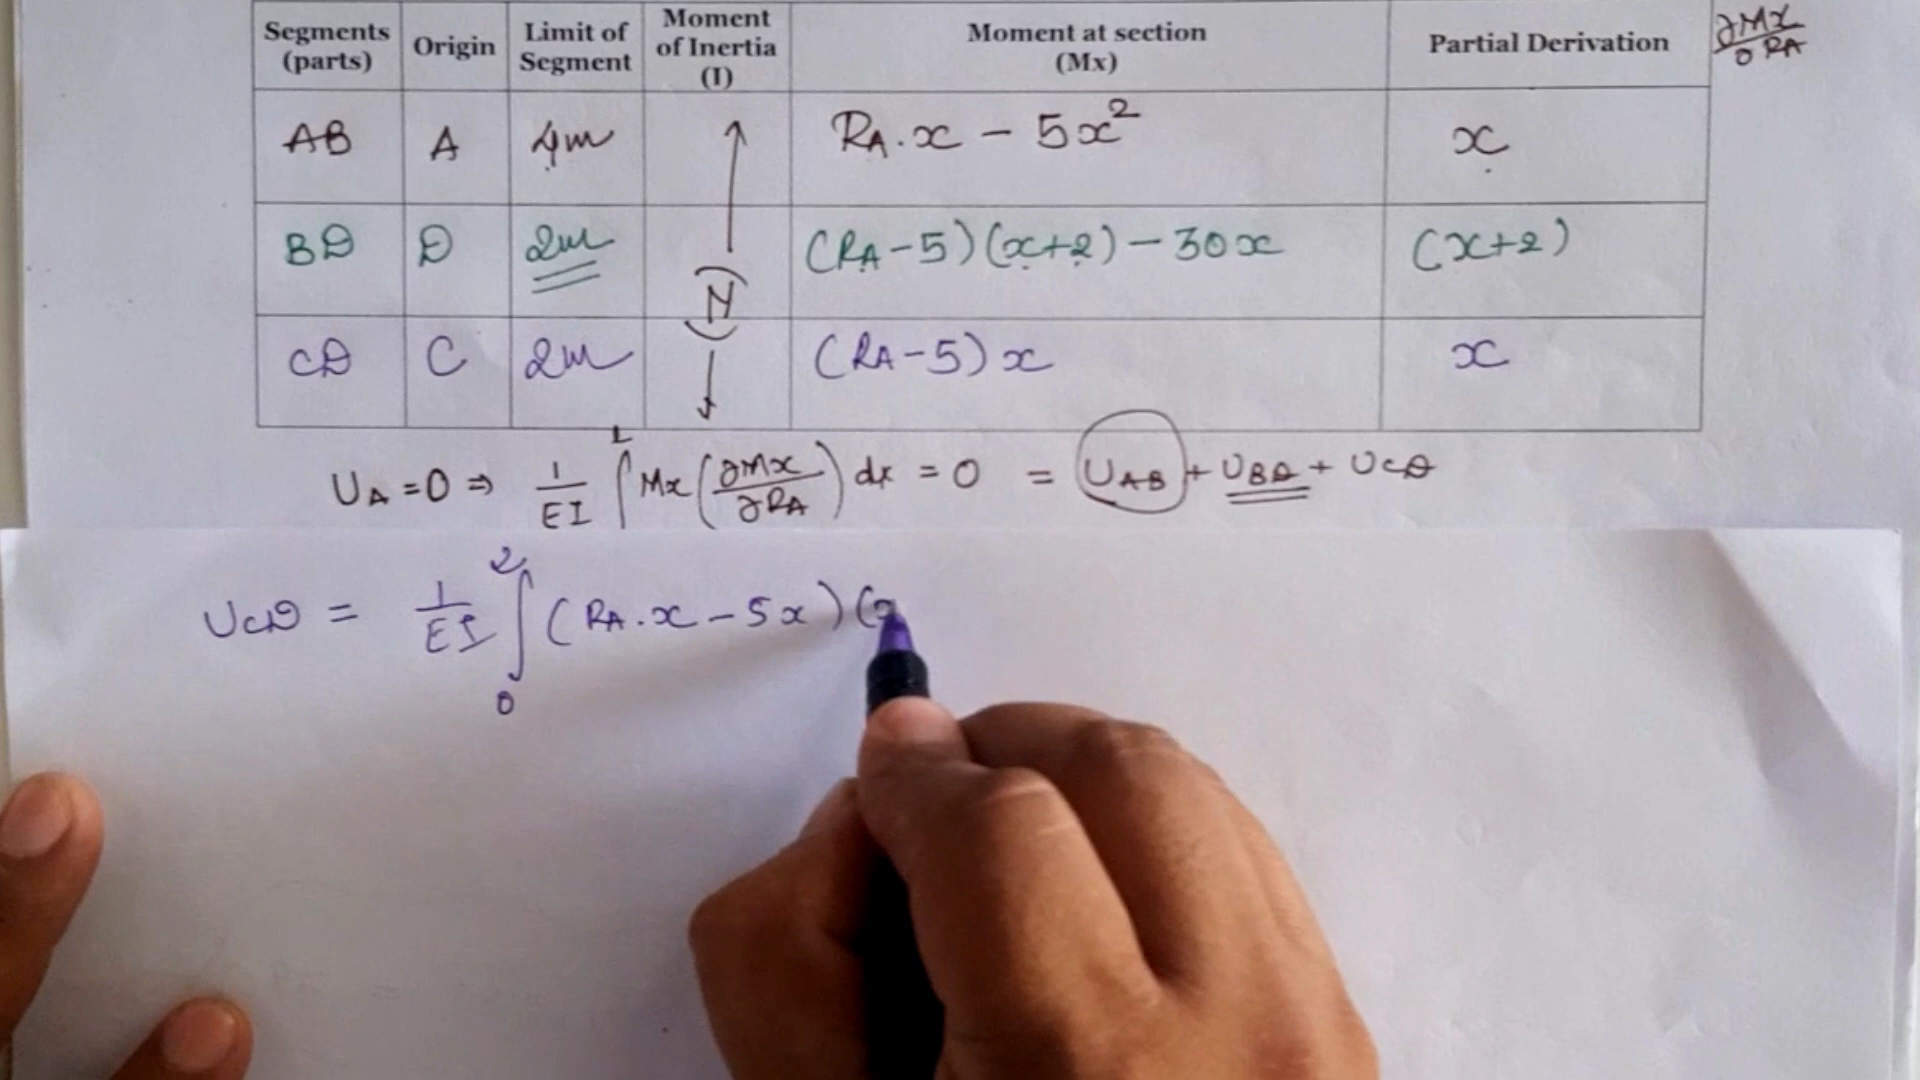 Segments (parts) | Origin | Limit of Segment | Moment of Inertia (I) | Moment at section (Mx) | Partial Derivation ∂Mx/∂RA
AB | A | 4m | ↑ | RA.x − 5x² | x
BD | D | 2m | (I) | (RA−5)(x+2) − 30x | (x+2)
CD | C | 2m | ↓ | (RA−5)x | x
UA = 0 ⇒ 1/EI ∫ L Mx (∂Mx/∂RA) dx = 0 = UAB + UBD + UCD
UCD = 1/EI ∫₀² (RA.x − 5x)(x